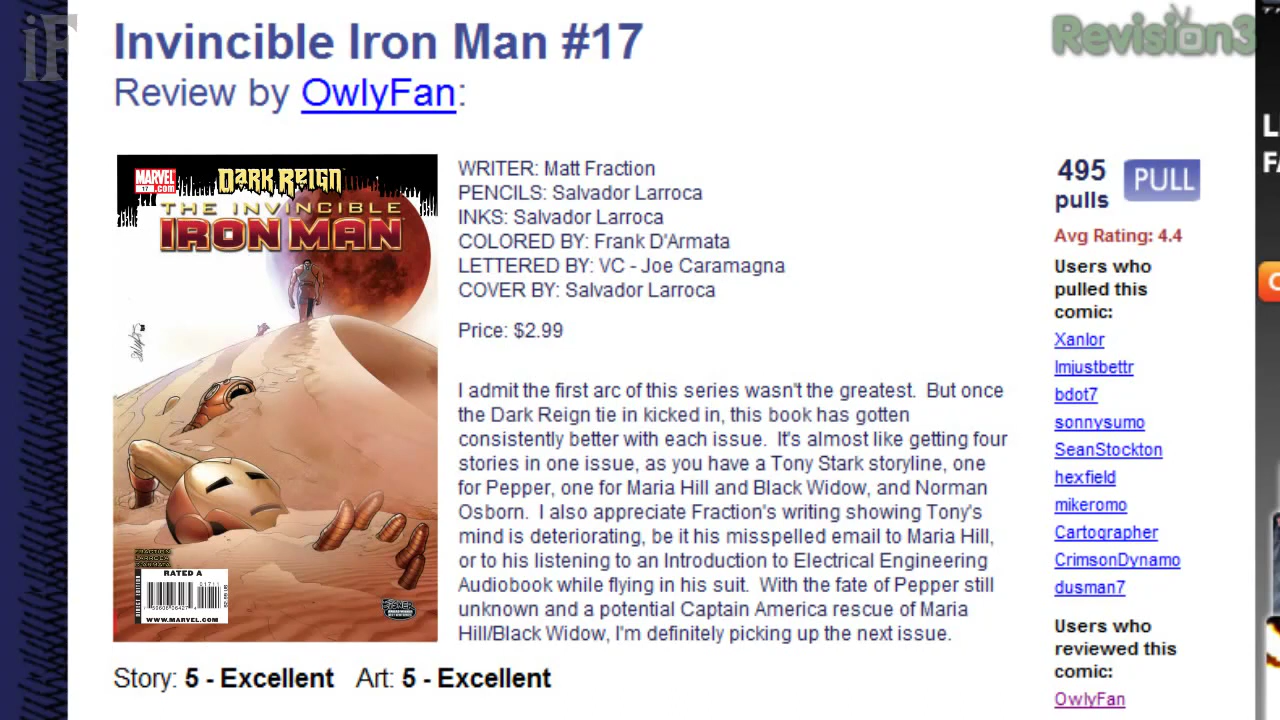 iF
Revision3
Invincible Iron Man #17
Review by OwlyFan:
MARVEL
17 .com
DARK REIGN
THE INVINCIBLE
IRON MAN
FRACTION
LARROCA
D'ARMATA
RATED A
DIRECT EDITION
WWW.MARVEL.COM
WRITER: Matt Fraction
PENCILS: Salvador Larroca
INKS: Salvador Larroca
COLORED BY: Frank D'Armata
LETTERED BY: VC - Joe Caramagna
COVER BY: Salvador Larroca
Price: $2.99
I admit the first arc of this series wasn't the greatest. But once
the Dark Reign tie in kicked in, this book has gotten
consistently better with each issue. It's almost like getting four
stories in one issue, as you have a Tony Stark storyline, one
for Pepper, one for Maria Hill and Black Widow, and Norman
Osborn. I also appreciate Fraction's writing showing Tony's
mind is deteriorating, be it his misspelled email to Maria Hill,
or to his listening to an Introduction to Electrical Engineering
Audiobook while flying in his suit. With the fate of Pepper still
unknown and a potential Captain America rescue of Maria
Hill/Black Widow, I'm definitely picking up the next issue.
Story: 5 - Excellent Art: 5 - Excellent
495
pulls
PULL
Avg Rating: 4.4
Users who
pulled this
comic:
Xanlor
Imjustbettr
bdot7
sonnysumo
SeanStockton
hexfield
mikeromo
Cartographer
CrimsonDynamo
dusman7
Users who
reviewed this
comic:
OwlyFan